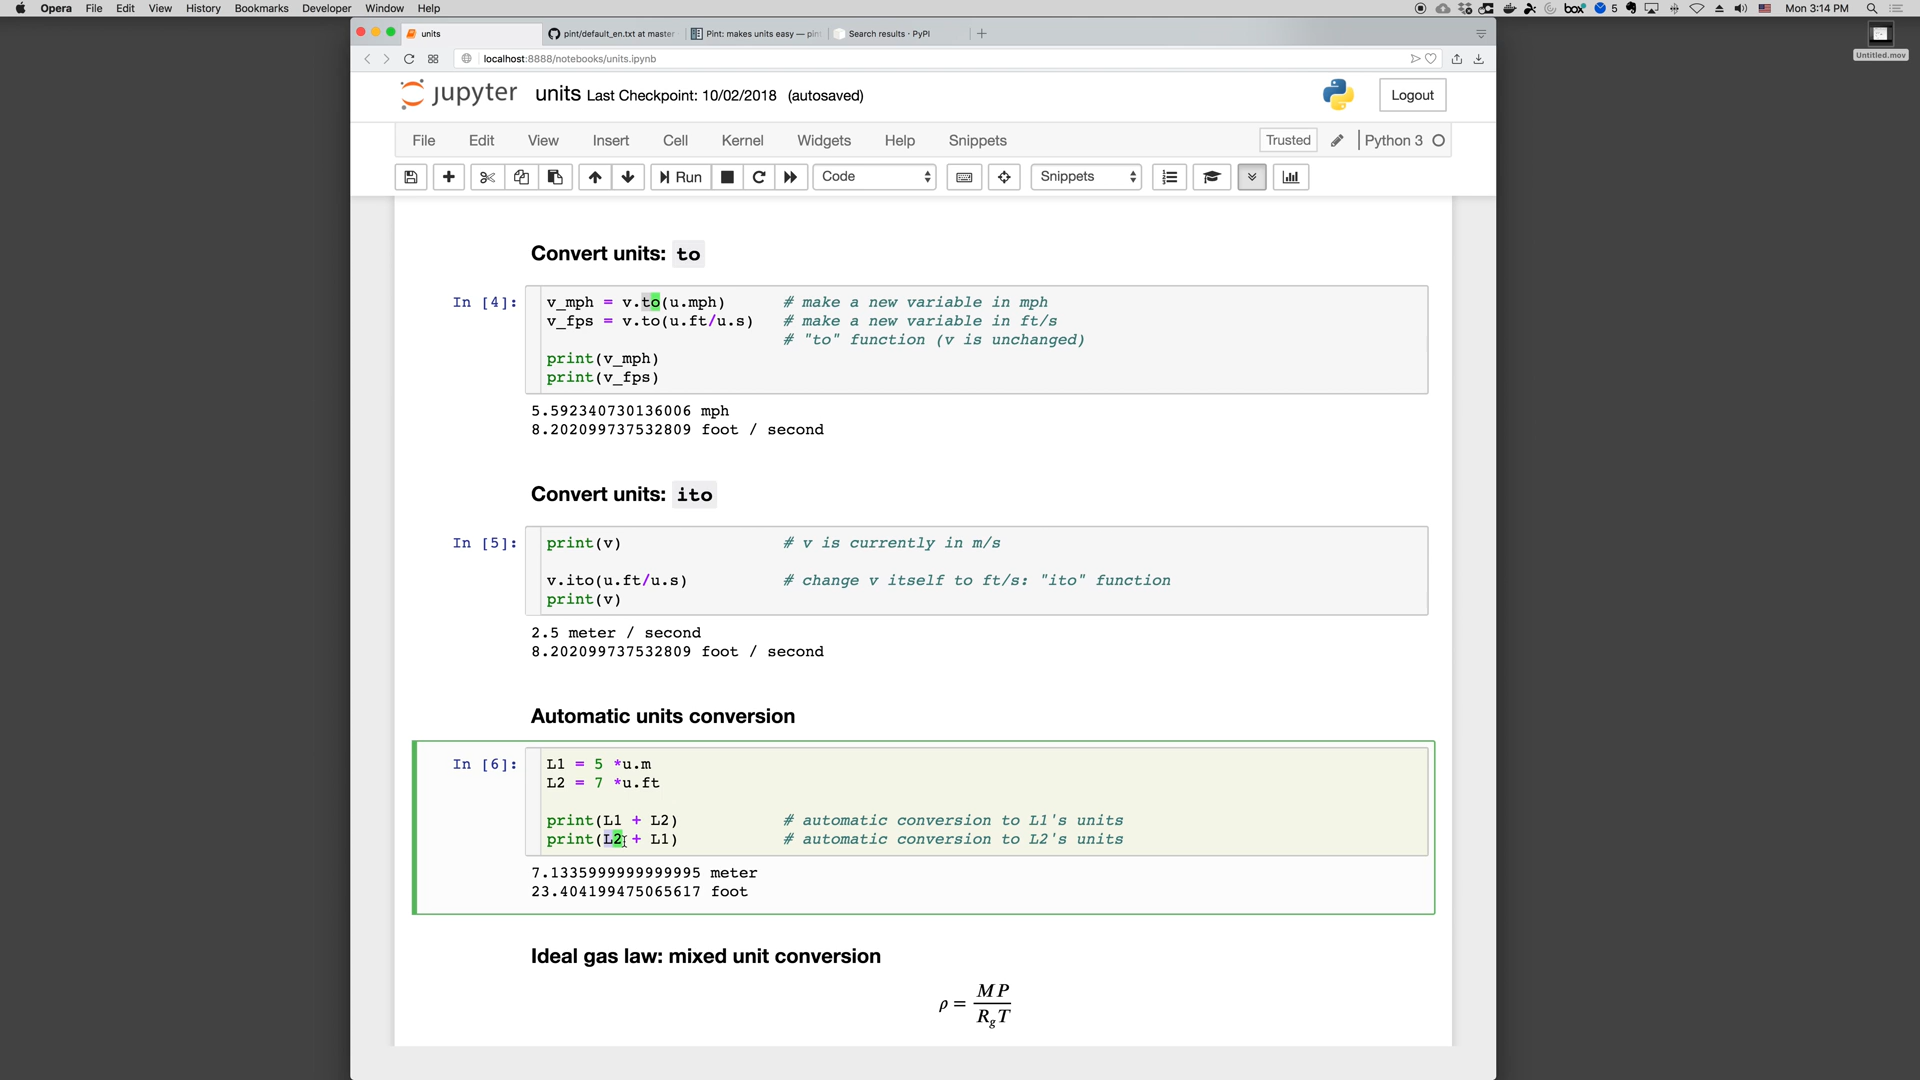 Opera File Edit View History Bookmarks Developer Window Help
box 5 Mon 3:14 PM
units
pint/default_en.txt at master
Pint: makes units easy — pin
Search results · PyPI
localhost:8888/notebooks/units.ipynb
Untitled.mov
jupyter units Last Checkpoint: 10/02/2018 (autosaved)
Logout
File Edit View Insert Cell Kernel Widgets Help Snippets
Trusted Python 3
Run Code Snippets
Convert units: to
In [4]:
v_mph = v.to(u.mph) # make a new variable in mph
v_fps = v.to(u.ft/u.s) # make a new variable in ft/s
# "to" function (v is unchanged)
print(v_mph)
print(v_fps)
5.592340730136006 mph
8.202099737532809 foot / second
Convert units: ito
In [5]:
print(v) # v is currently in m/s
v.ito(u.ft/u.s) # change v itself to ft/s: "ito" function
print(v)
2.5 meter / second
8.202099737532809 foot / second
Automatic units conversion
In [6]:
L1 = 5 *u.m
L2 = 7 *u.ft
print(L1 + L2) # automatic conversion to L1's units
print(L2 + L1) # automatic conversion to L2's units
7.1335999999999995 meter
23.404199475065617 foot
Ideal gas law: mixed unit conversion
ρ = MP / R_g T